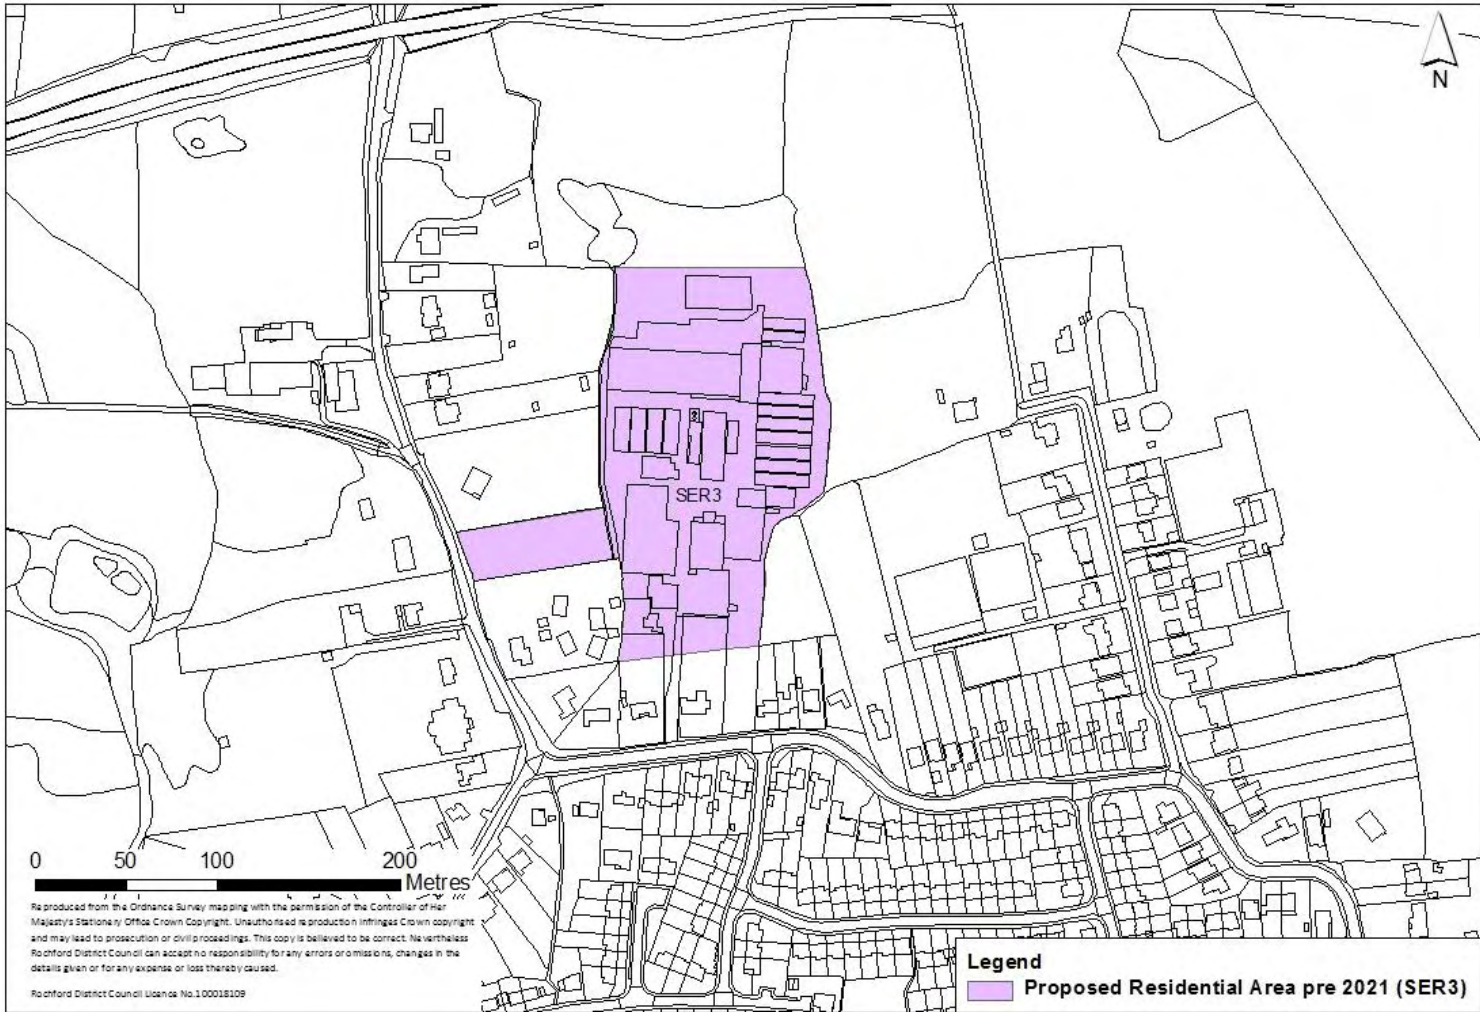 N
SER3
0 50 100 200
Metres
Reproduced from the Ordnance Survey mapping with the permission of the Controller of Her
Majesty's Stationery Office Crown Copyright. Unauthorised reproduction infringes Crown copyright
and may lead to prosecution or civil proceedings. This copy is believed to be correct. Nevertheless
Rochford District Council can accept no responsibility for any errors or omissions, changes in the
details given or for any expense or loss thereby caused.
Rochford District Council Licence No.100018109
Legend
Proposed Residential Area pre 2021 (SER3)